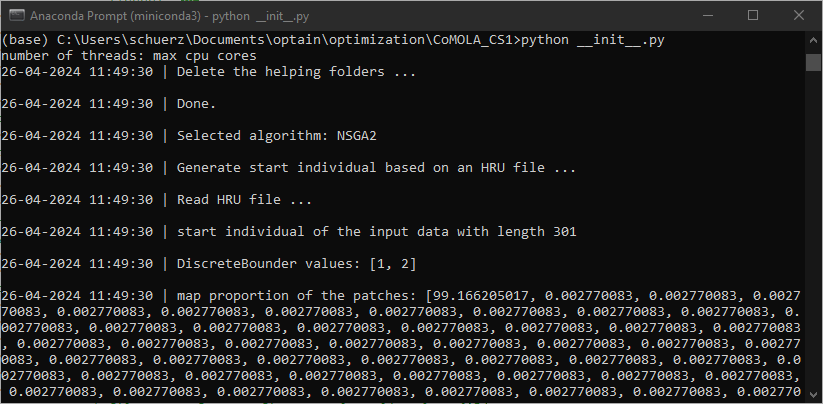 Anaconda Prompt (miniconda3) - python __init__.py
(base) C:\Users\schuerz\Documents\optain\optimization\CoMOLA_CS1>python __init__.py
number of threads: max cpu cores
26-04-2024 11:49:30 | Delete the helping folders ...
26-04-2024 11:49:30 | Done.
26-04-2024 11:49:30 | Selected algorithm: NSGA2
26-04-2024 11:49:30 | Generate start individual based on an HRU file ...
26-04-2024 11:49:30 | Read HRU file ...
26-04-2024 11:49:30 | start individual of the input data with length 301
26-04-2024 11:49:30 | DiscreteBounder values: [1, 2]
26-04-2024 11:49:30 | map proportion of the patches: [99.166205017, 0.002770083, 0.002770083, 0.0027
70083, 0.002770083, 0.002770083, 0.002770083, 0.002770083, 0.002770083, 0.002770083, 0.002770083, 0.
002770083, 0.002770083, 0.002770083, 0.002770083, 0.002770083, 0.002770083, 0.002770083, 0.002770083
, 0.002770083, 0.002770083, 0.002770083, 0.002770083, 0.002770083, 0.002770083, 0.002770083, 0.00277
0083, 0.002770083, 0.002770083, 0.002770083, 0.002770083, 0.002770083, 0.002770083, 0.002770083, 0.0
02770083, 0.002770083, 0.002770083, 0.002770083, 0.002770083, 0.002770083, 0.002770083, 0.002770083,
 0.002770083, 0.002770083, 0.002770083, 0.002770083, 0.002770083, 0.002770083, 0.002770083, 0.002770